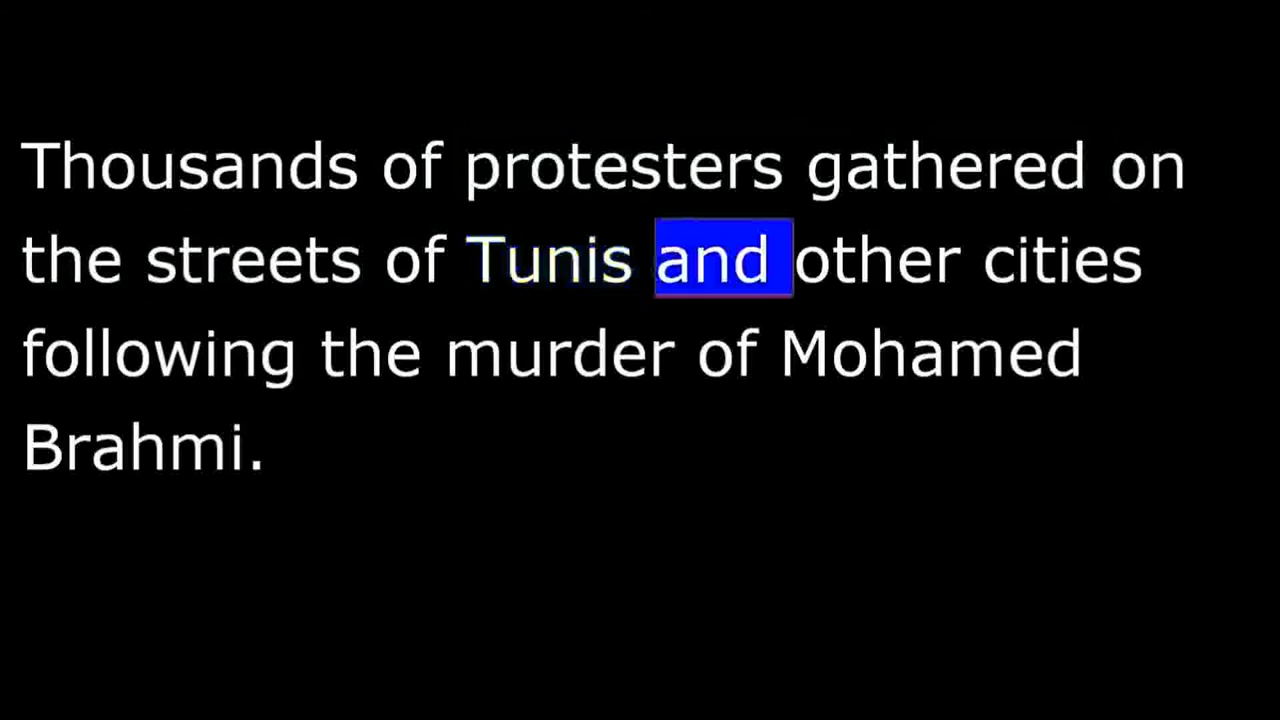 Thousands of protesters gathered on
the streets of Tunis and other cities
following the murder of Mohamed
Brahmi.